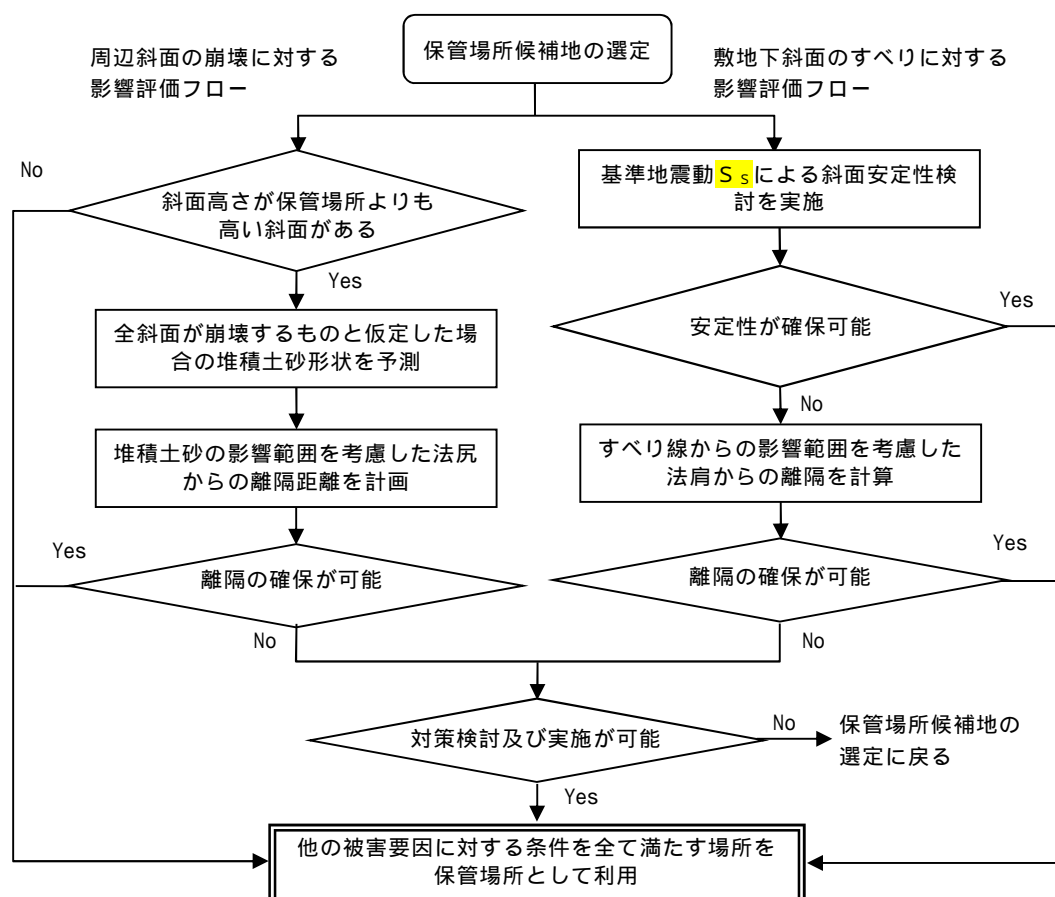 保管場所候補地の選定
周辺斜面の崩壊に対する
影響評価フロー
敷地下斜面のすべりに対する
影響評価フロー
No
斜面高さが保管場所よりも
高い斜面がある
Yes
全斜面が崩壊するものと仮定した場
合の堆積土砂形状を予測
堆積土砂の影響範囲を考慮した法尻
からの離隔距離を計画
Yes
離隔の確保が可能
No
基準地震動Ｓｓによる斜面安定性検
討を実施
Yes
安定性が確保可能
No
すべり線からの影響範囲を考慮した
法肩からの離隔を計算
Yes
離隔の確保が可能
No
対策検討及び実施が可能
No
保管場所候補地の
選定に戻る
Yes
他の被害要因に対する条件を全て満たす場所を
保管場所として利用